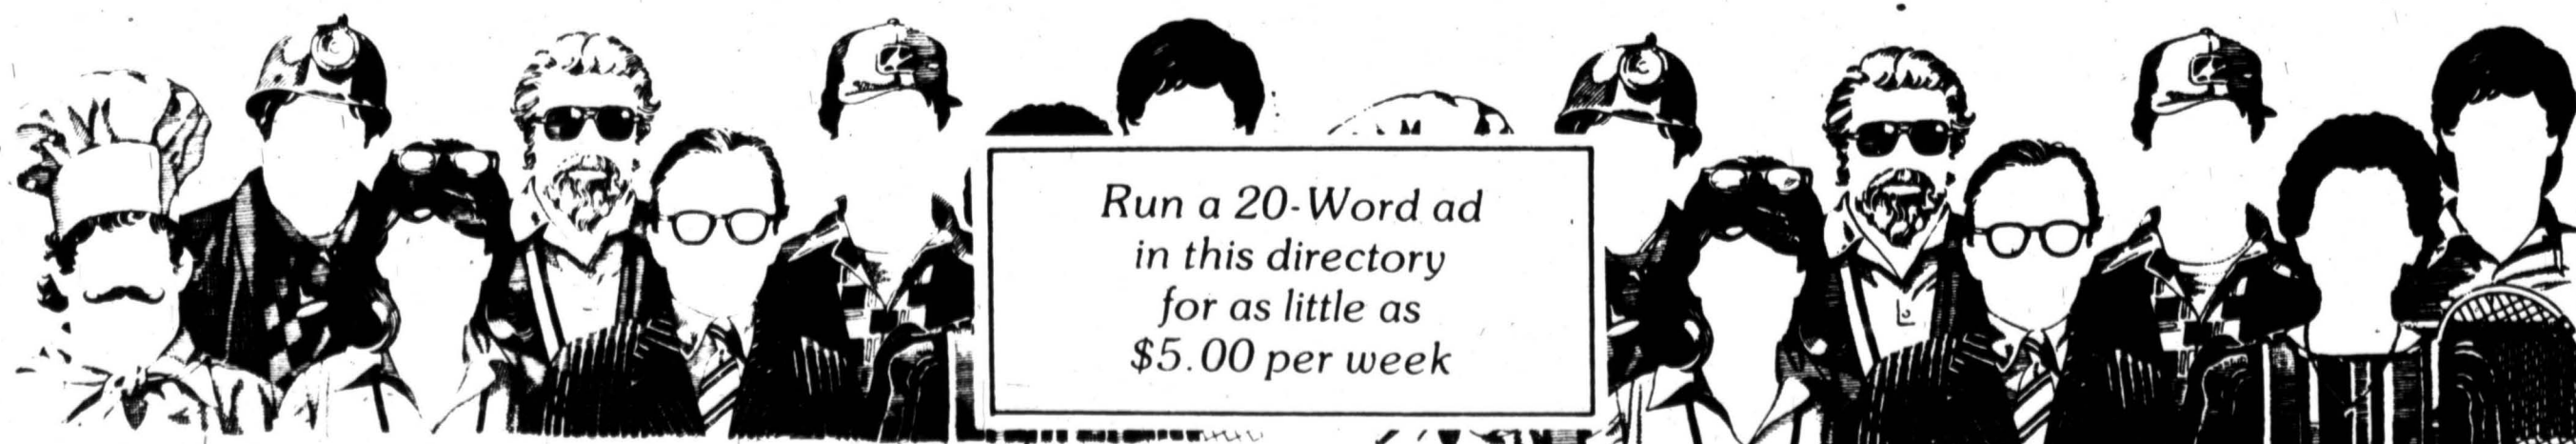 Run a 20-Word ad
in this directory
for as little as
$5.00 per week